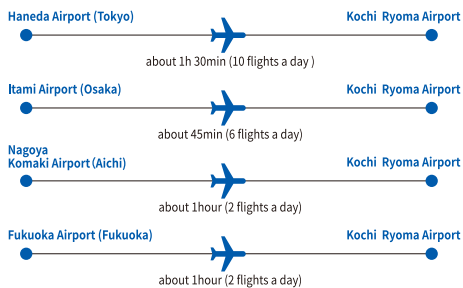 Haneda Airport (Tokyo) Kochi Ryoma Airport
about 1h 30min (10 flights a day )
Itami Airport (Osaka) Kochi Ryoma Airport
about 45min (6 flights a day)
Nagoya
Komaki Airport (Aichi) Kochi Ryoma Airport
about 1hour (2 flights a day)
Fukuoka Airport (Fukuoka) Kochi Ryoma Airport
about 1hour (2 flights a day)